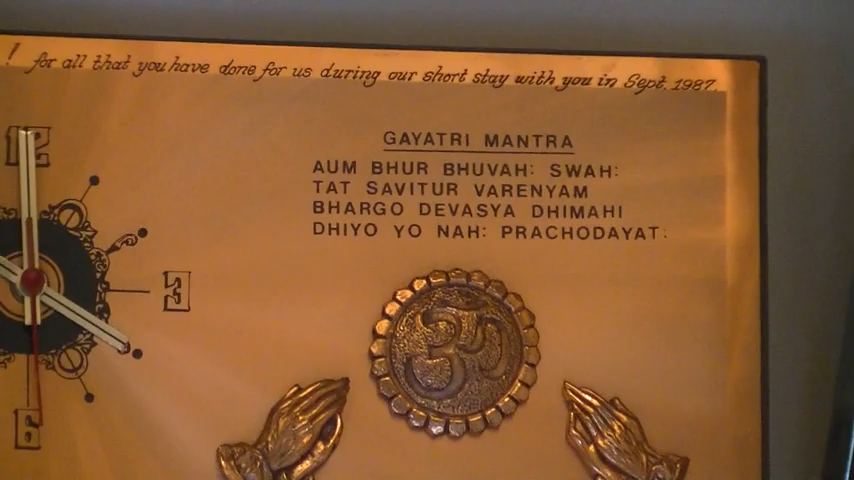 ! for all that you have done for us during our short stay with you in Sept. 1987.
GAYATRI MANTRA
AUM BHUR BHUVAH: SWAH:
TAT SAVITUR VARENYAM
BHARGO DEVASYA DHIMAHI
DHIYO YO NAH: PRACHODAYAT:
12
3
6
ॐ